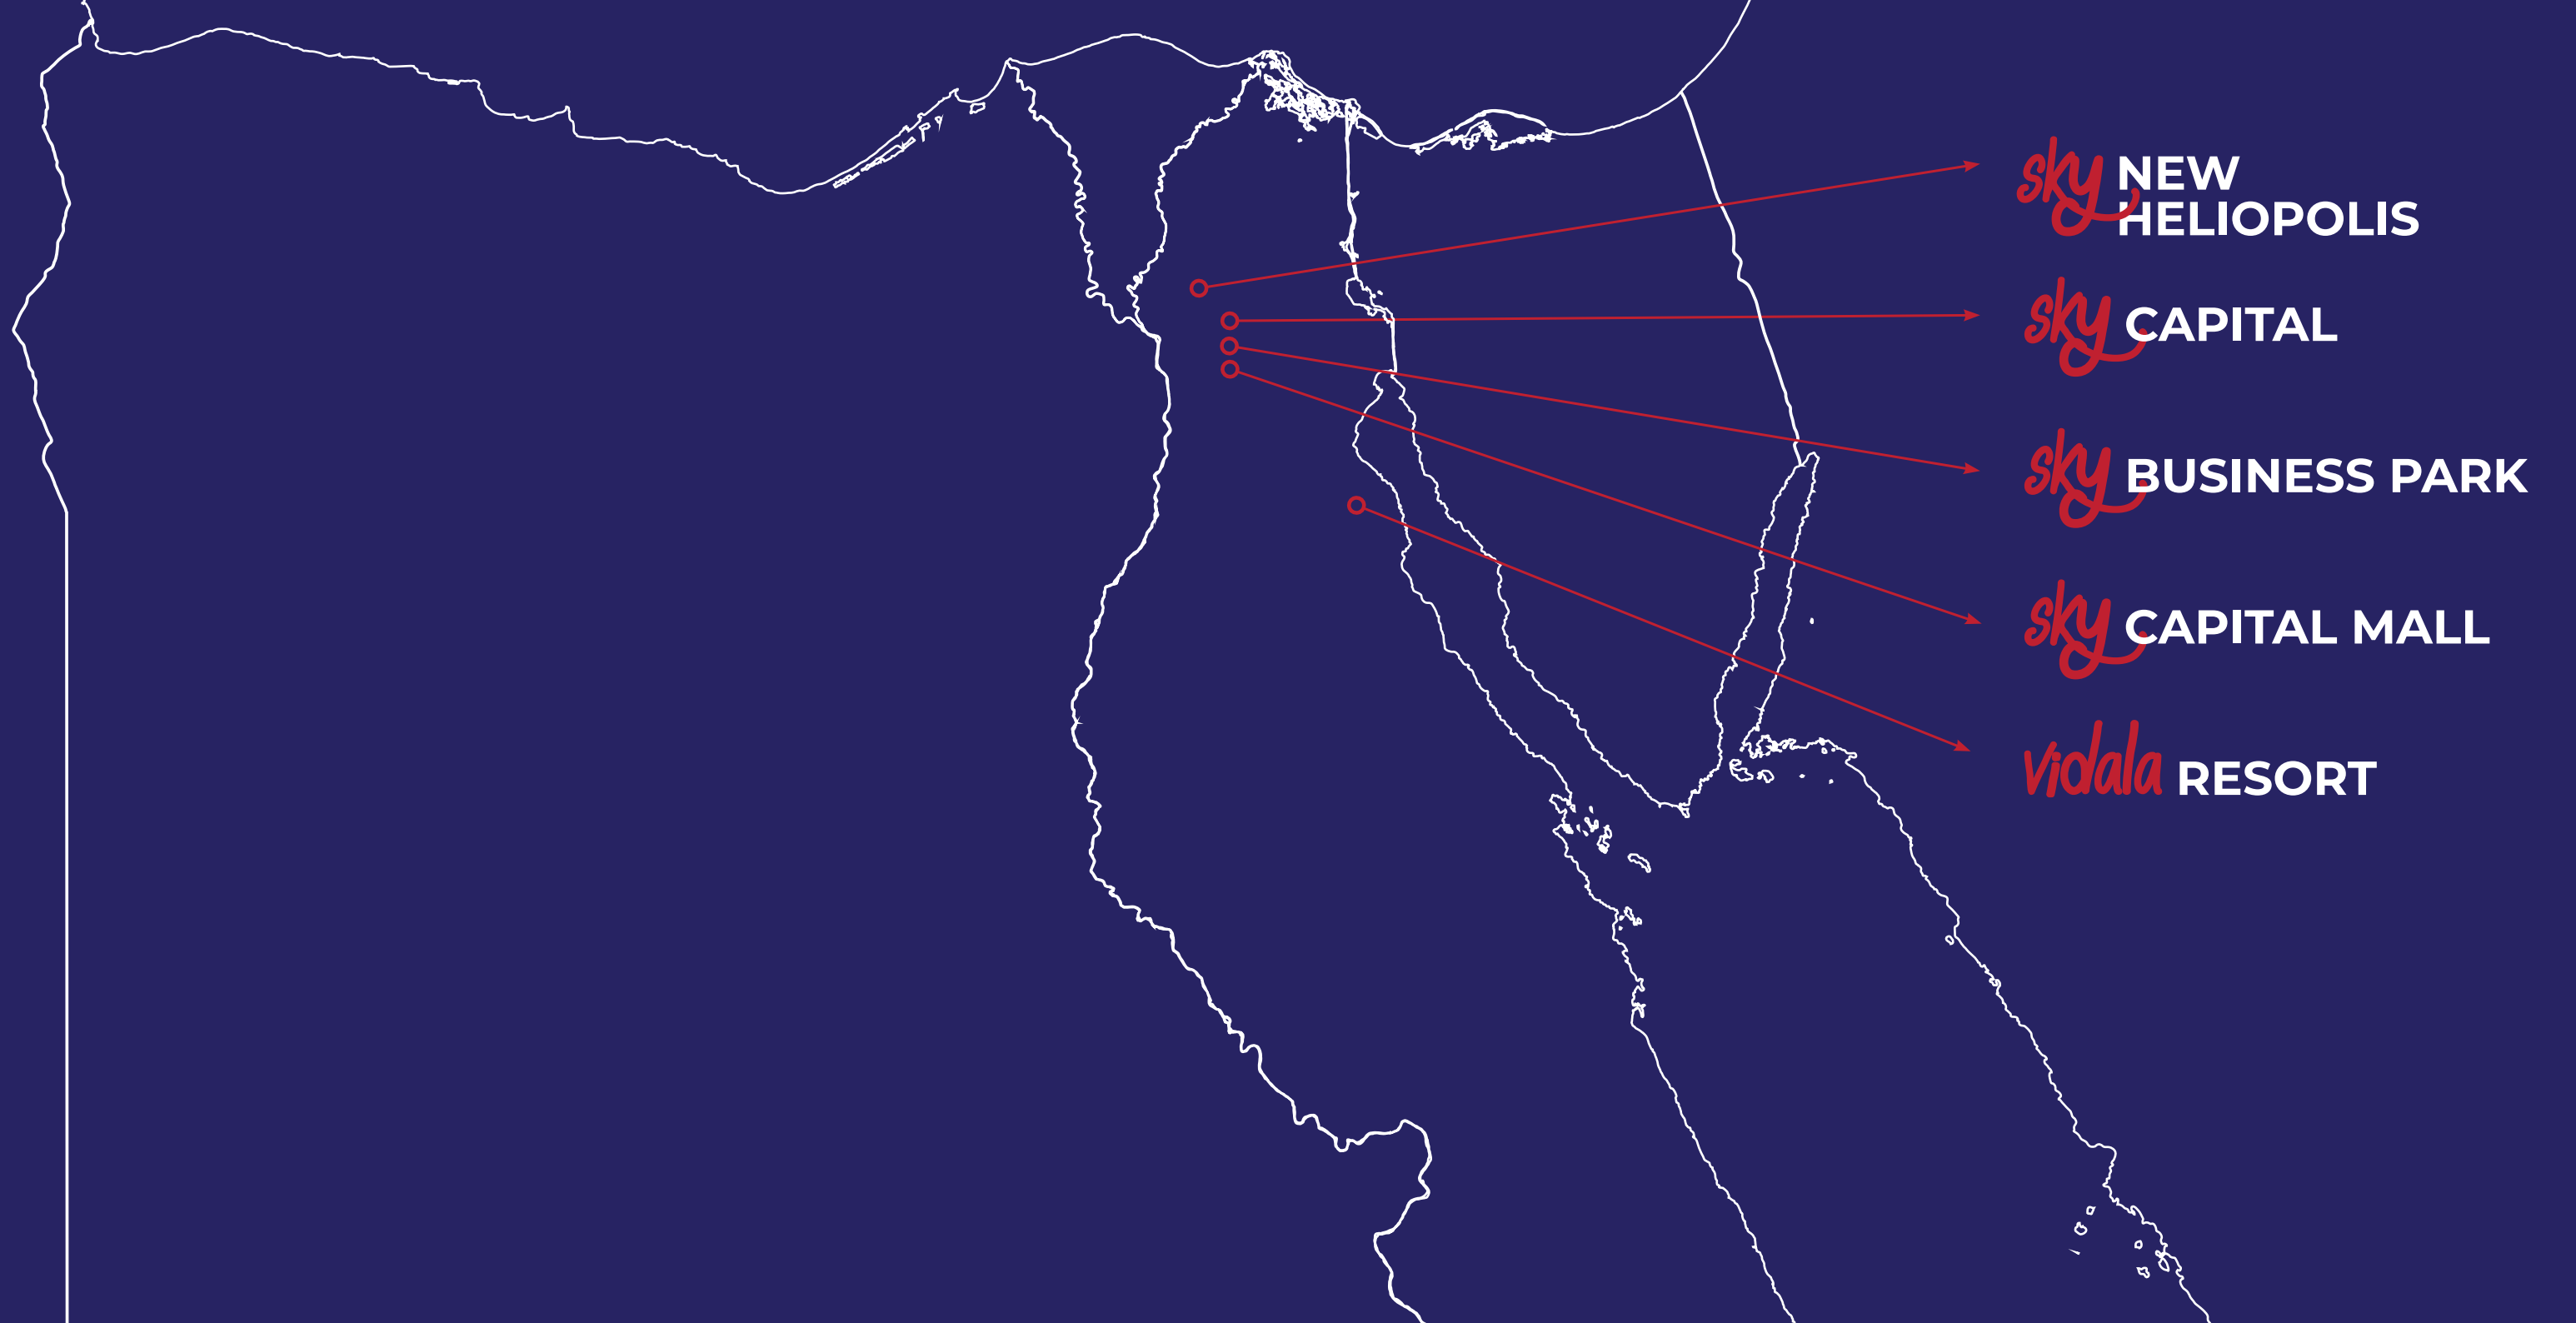 sky NEW
HELIOPOLIS
sky CAPITAL
sky BUSINESS PARK
sky CAPITAL MALL
vidala RESORT